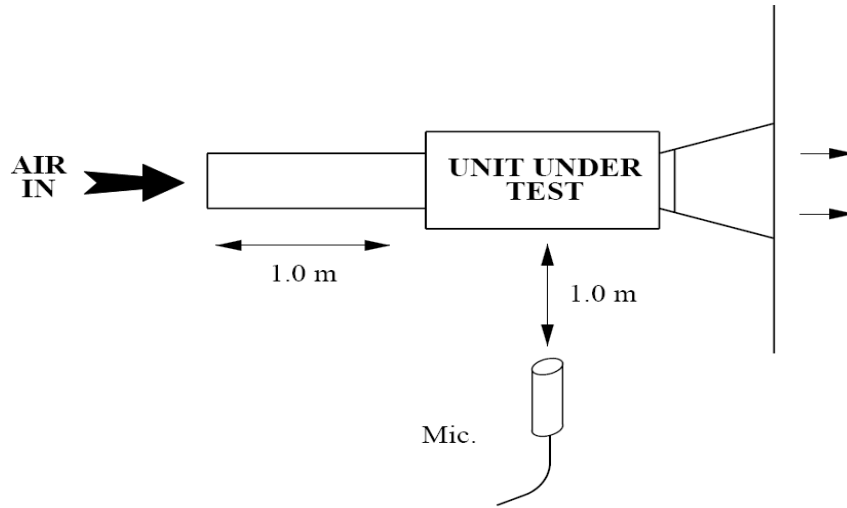 AIR
IN
UNIT UNDER
TEST
1.0 m
1.0 m
Mic.